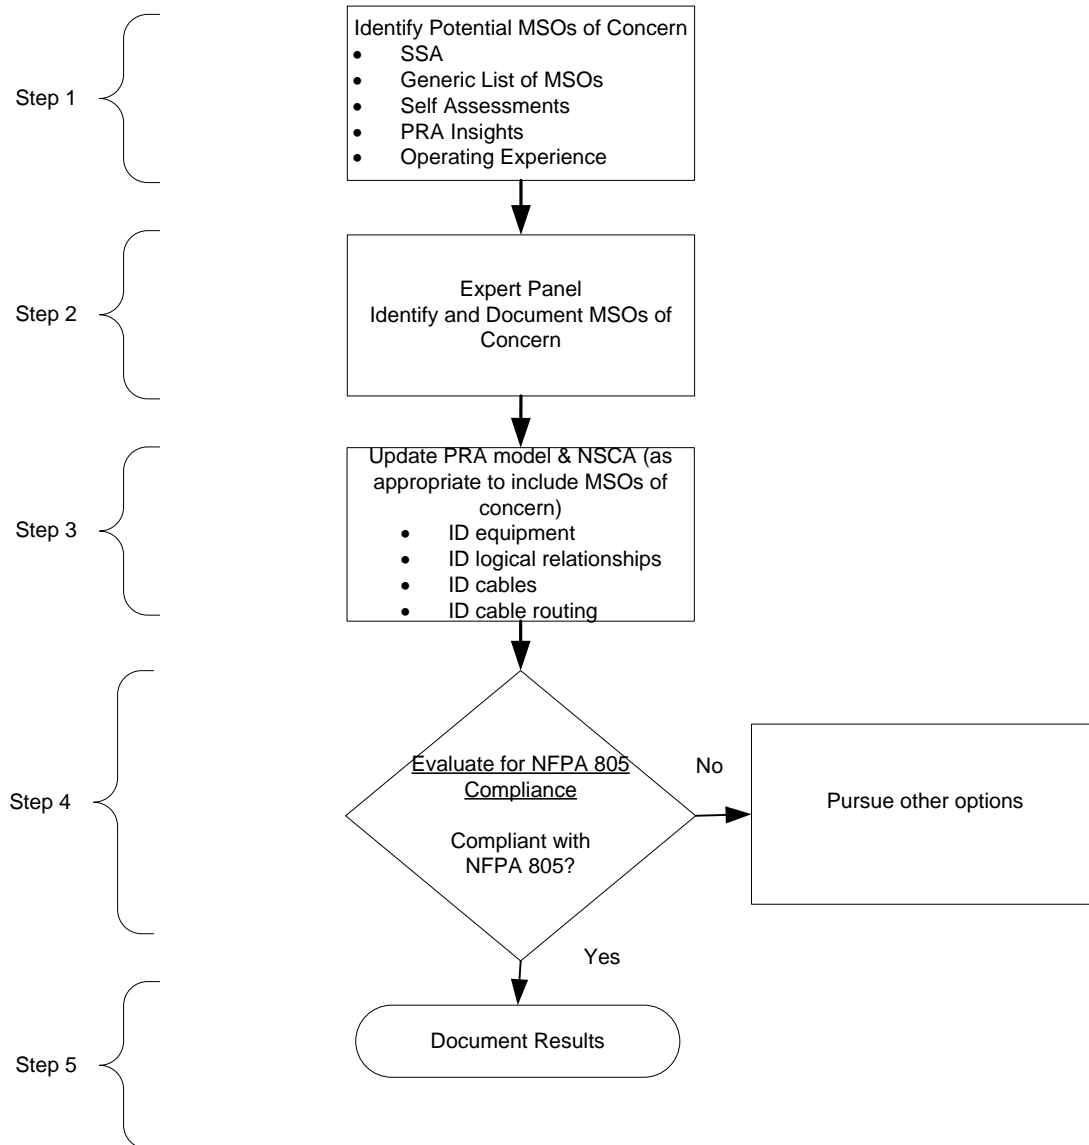 Step 1
Identify Potential MSOs of Concern
• SSA
• Generic List of MSOs
• Self Assessments
• PRA Insights
• Operating Experience
Step 2
Expert Panel
Identify and Document MSOs of
Concern
Step 3
Update PRA model & NSCA (as
appropriate to include MSOs of
concern)
• ID equipment
• ID logical relationships
• ID cables
• ID cable routing
Step 4
Evaluate for NFPA 805
Compliance
Compliant with
NFPA 805?
No
Pursue other options
Yes
Step 5
Document Results